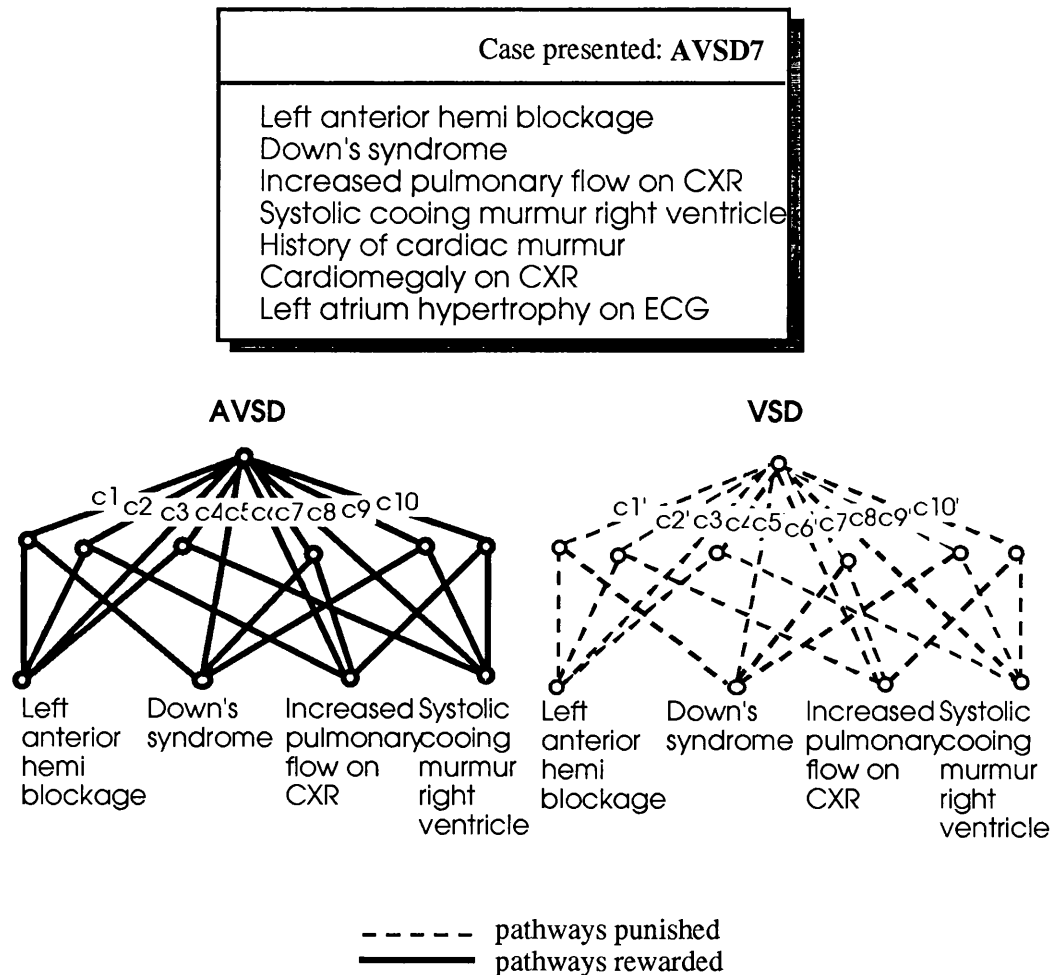 Case presented: AVSD7
Left anterior hemi blockage
Down's syndrome
Increased pulmonary flow on CXR
Systolic cooing murmur right ventricle
History of cardiac murmur
Cardiomegaly on CXR
Left atrium hypertrophy on ECG
AVSD
c1 c2 c3 c4 c7 c8 c9 c10
Left
anterior
hemi
blockage
Down's
syndrome
Increased
pulmonary
flow on
CXR
Systolic
cooing
murmur
right
ventricle
VSD
c1' c2' c3 c5 c6' c7 c8 c9' c10'
Left
anterior
hemi
blockage
Down's
syndrome
Increased
pulmonary
flow on
CXR
Systolic
cooing
murmur
right
ventricle
pathways punished
pathways rewarded